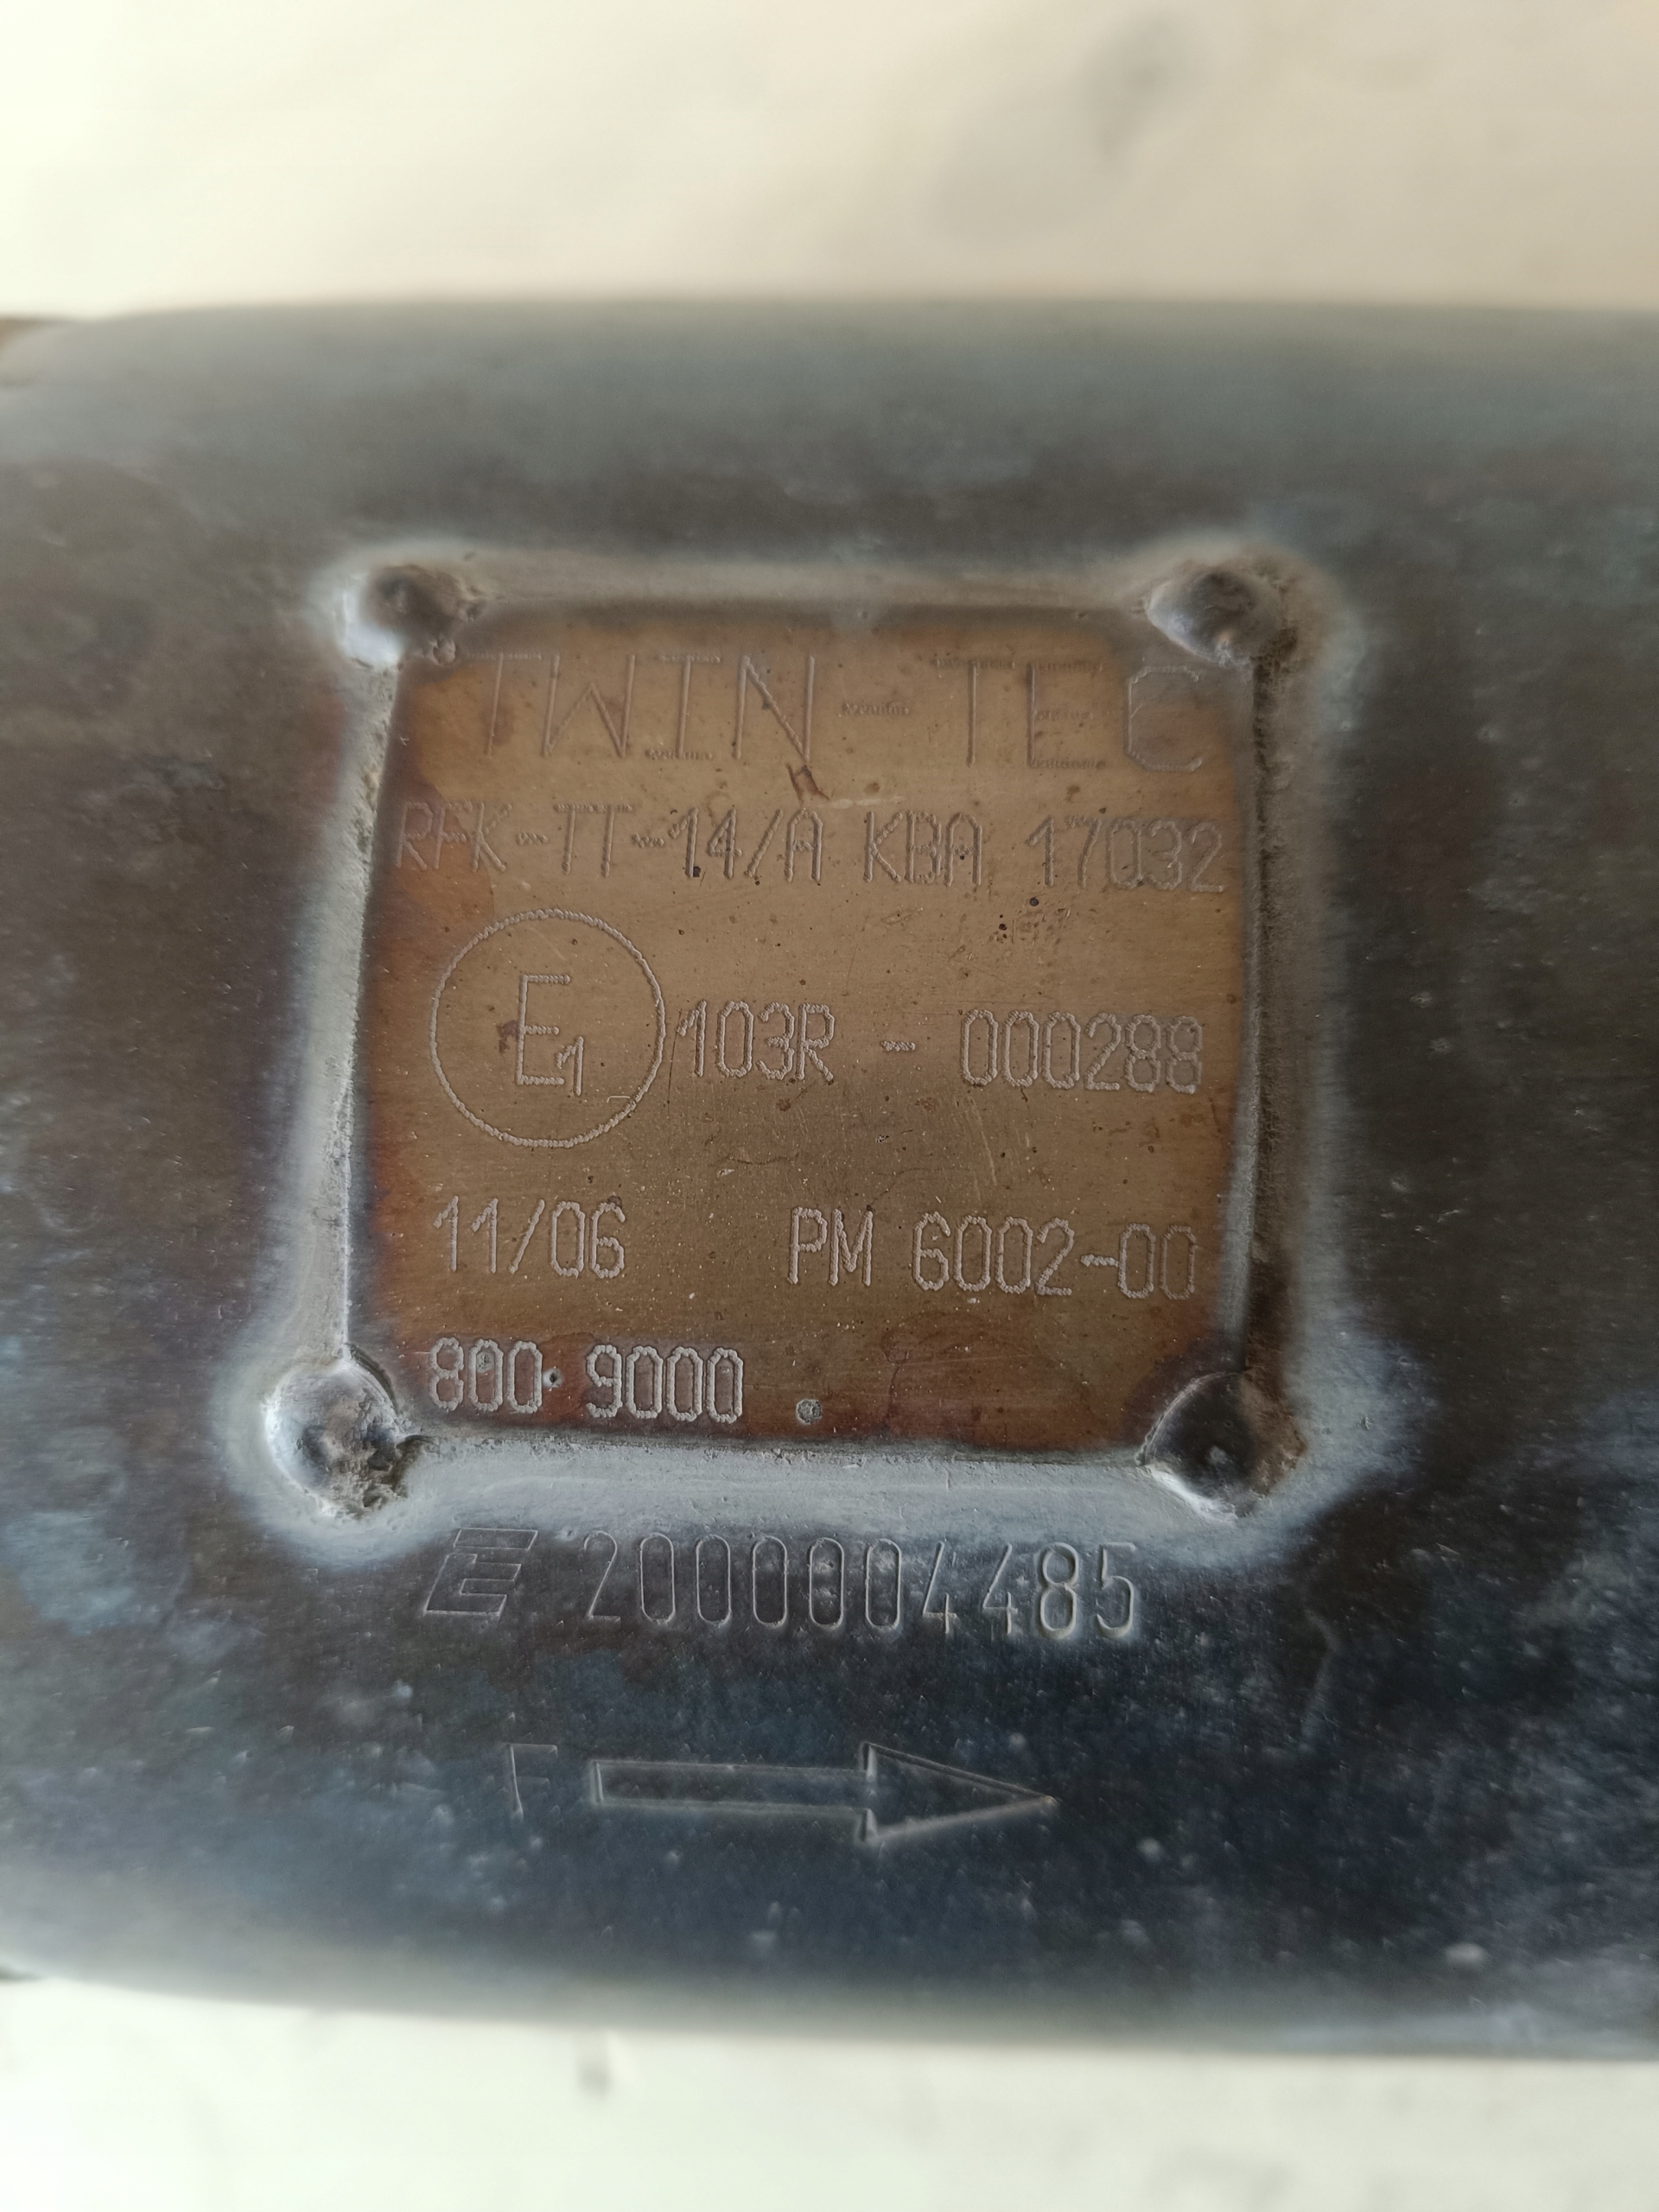 TWIN-TEC
RFK-TT-14/A KBA 17032
E1 103R - 000288
11/06 PM 6002-00
800 9000
E 2000004485
F